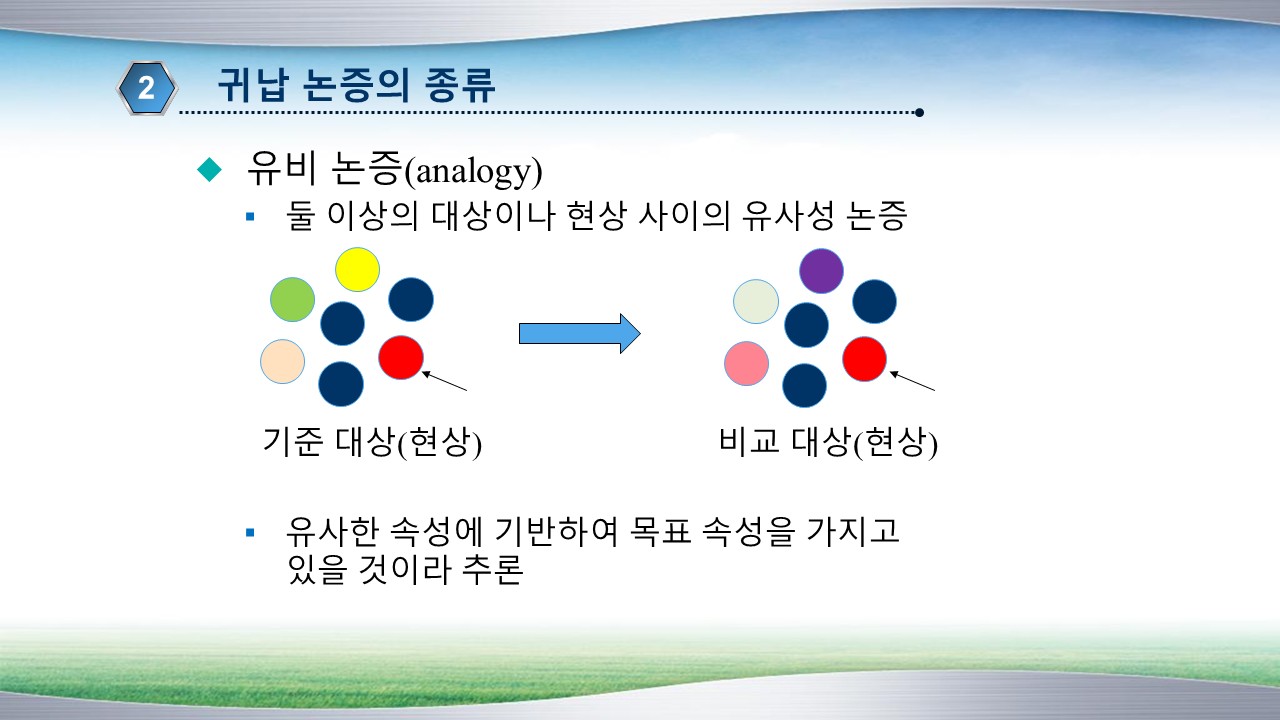 2
귀납 논증의 종류
유비 논증(analogy)
둘 이상의 대상이나 현상 사이의 유사성 논증
기준 대상(현상)
비교 대상(현상)
유사한 속성에 기반하여 목표 속성을 가지고
있을 것이라 추론